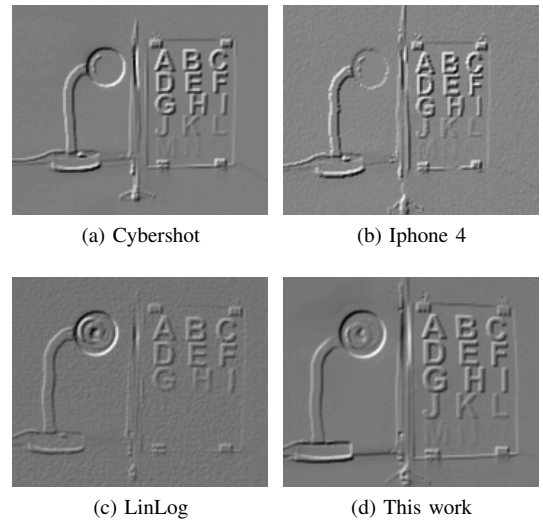 A B C
D E F
G H I
J K L
M N
(a) Cybershot
A B C
D E F
G H I
J K L
(b) Iphone 4
A B C
D E F
G H I
(c) LinLog
A B C
D E F
G H I
J K L
M N
(d) This work